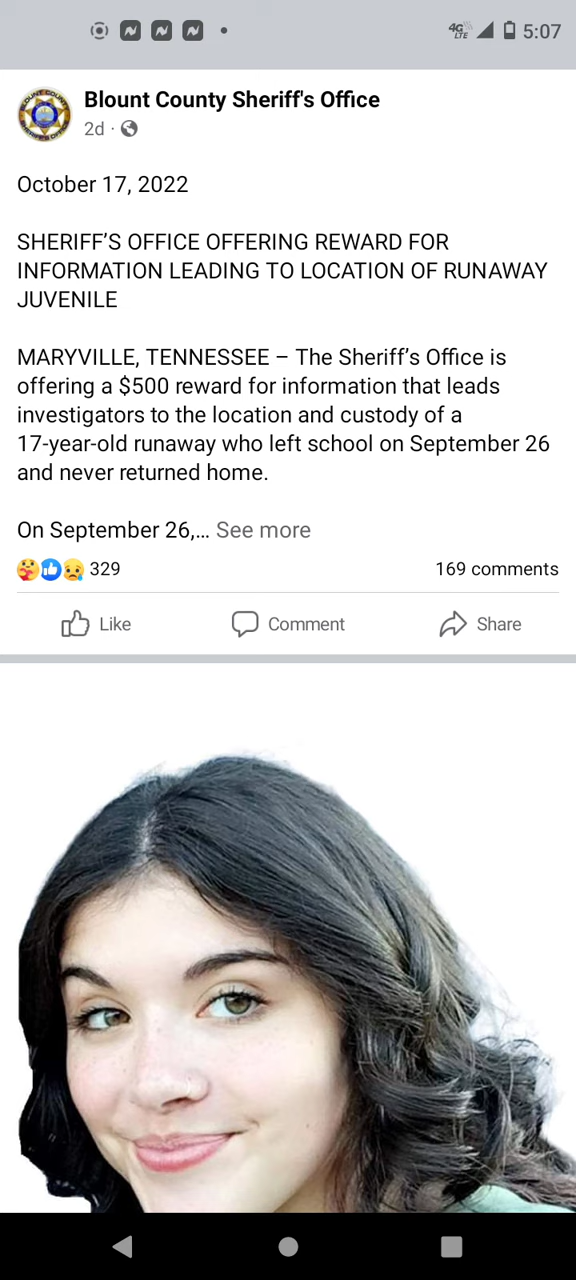 4G LTE 5:07
Blount County Sheriff's Office
2d ·
October 17, 2022
SHERIFF’S OFFICE OFFERING REWARD FOR
INFORMATION LEADING TO LOCATION OF RUNAWAY
JUVENILE
MARYVILLE, TENNESSEE – The Sheriff’s Office is
offering a $500 reward for information that leads
investigators to the location and custody of a
17-year-old runaway who left school on September 26
and never returned home.
On September 26,... See more
329 169 comments
Like Comment Share